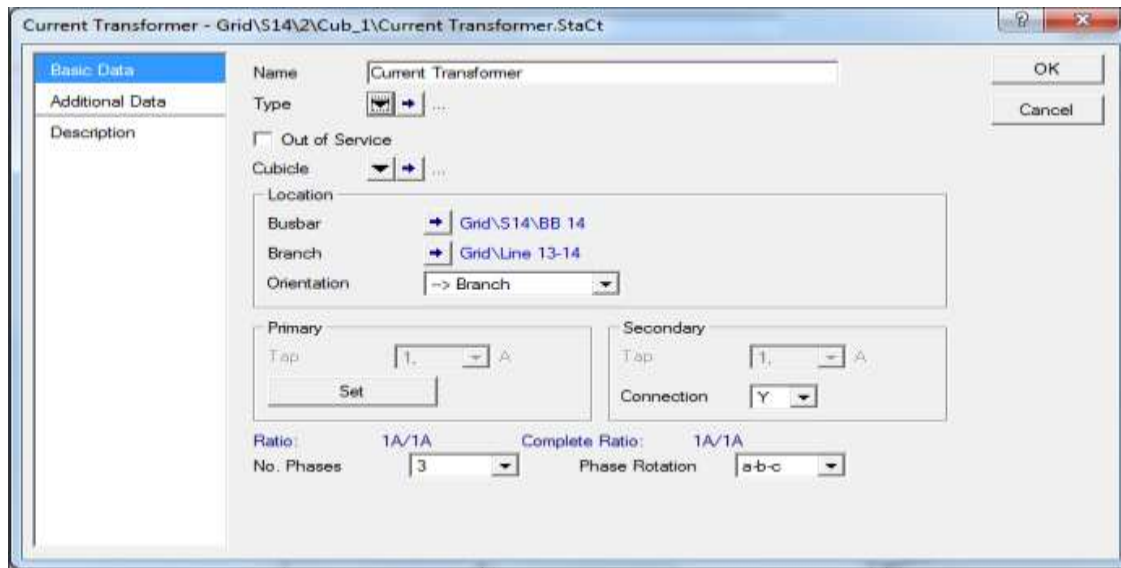 Current Transformer - Grid\S14\2\Cub_1\Current Transformer.StaCt
Basic Data
Additional Data
Description
Name Current Transformer
Type ...
Out of Service
Cubicle ...
Location
Busbar Grid\S14\BB 14
Branch Grid\Line 13-14
Orientation --> Branch
Primary
Tap 1, A
Set
Secondary
Tap 1, A
Connection Y
Ratio: 1A/1A Complete Ratio: 1A/1A
No. Phases 3 Phase Rotation a-b-c
OK
Cancel